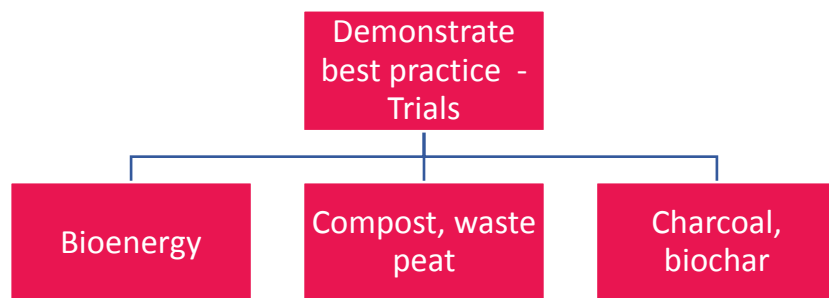 Demonstrate
best practice -
Trials
Bioenergy
Compost, waste
peat
Charcoal,
biochar